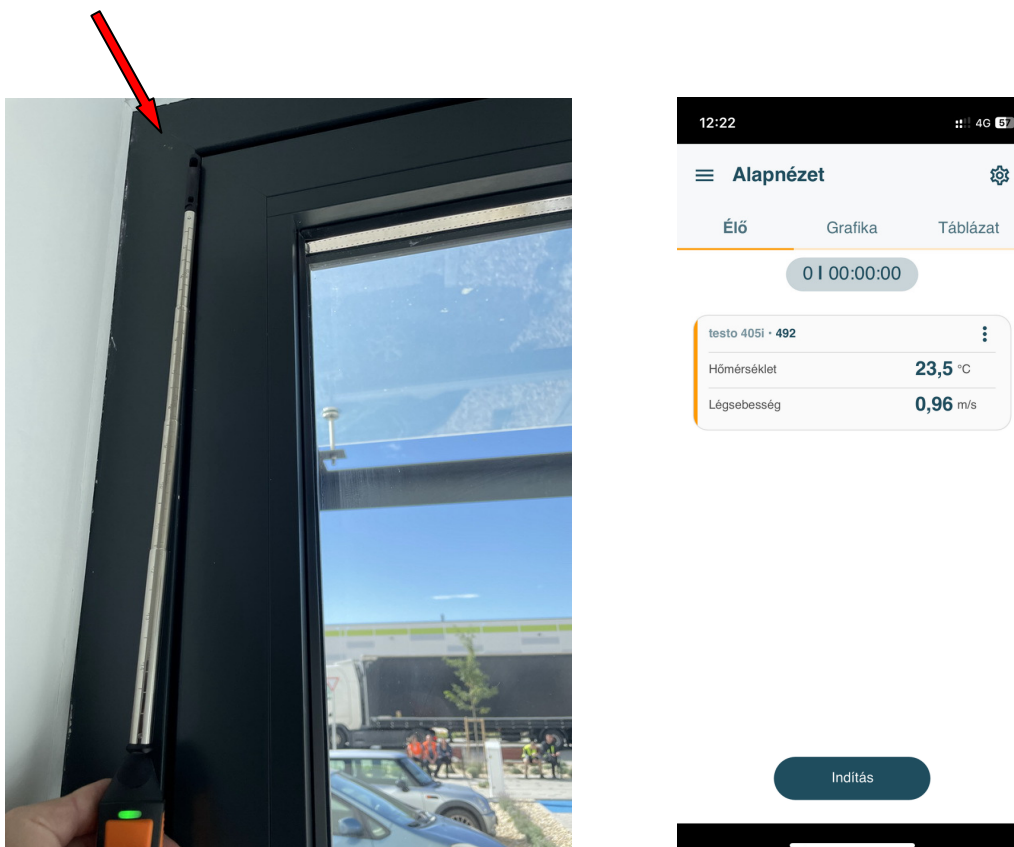 12:22
4G 57
Alapnézet
Élő Grafika Táblázat
0 I 00:00:00
testo 405i • 492
Hőmérséklet 23,5 °C
Légsebesség 0,96 m/s
Indítás